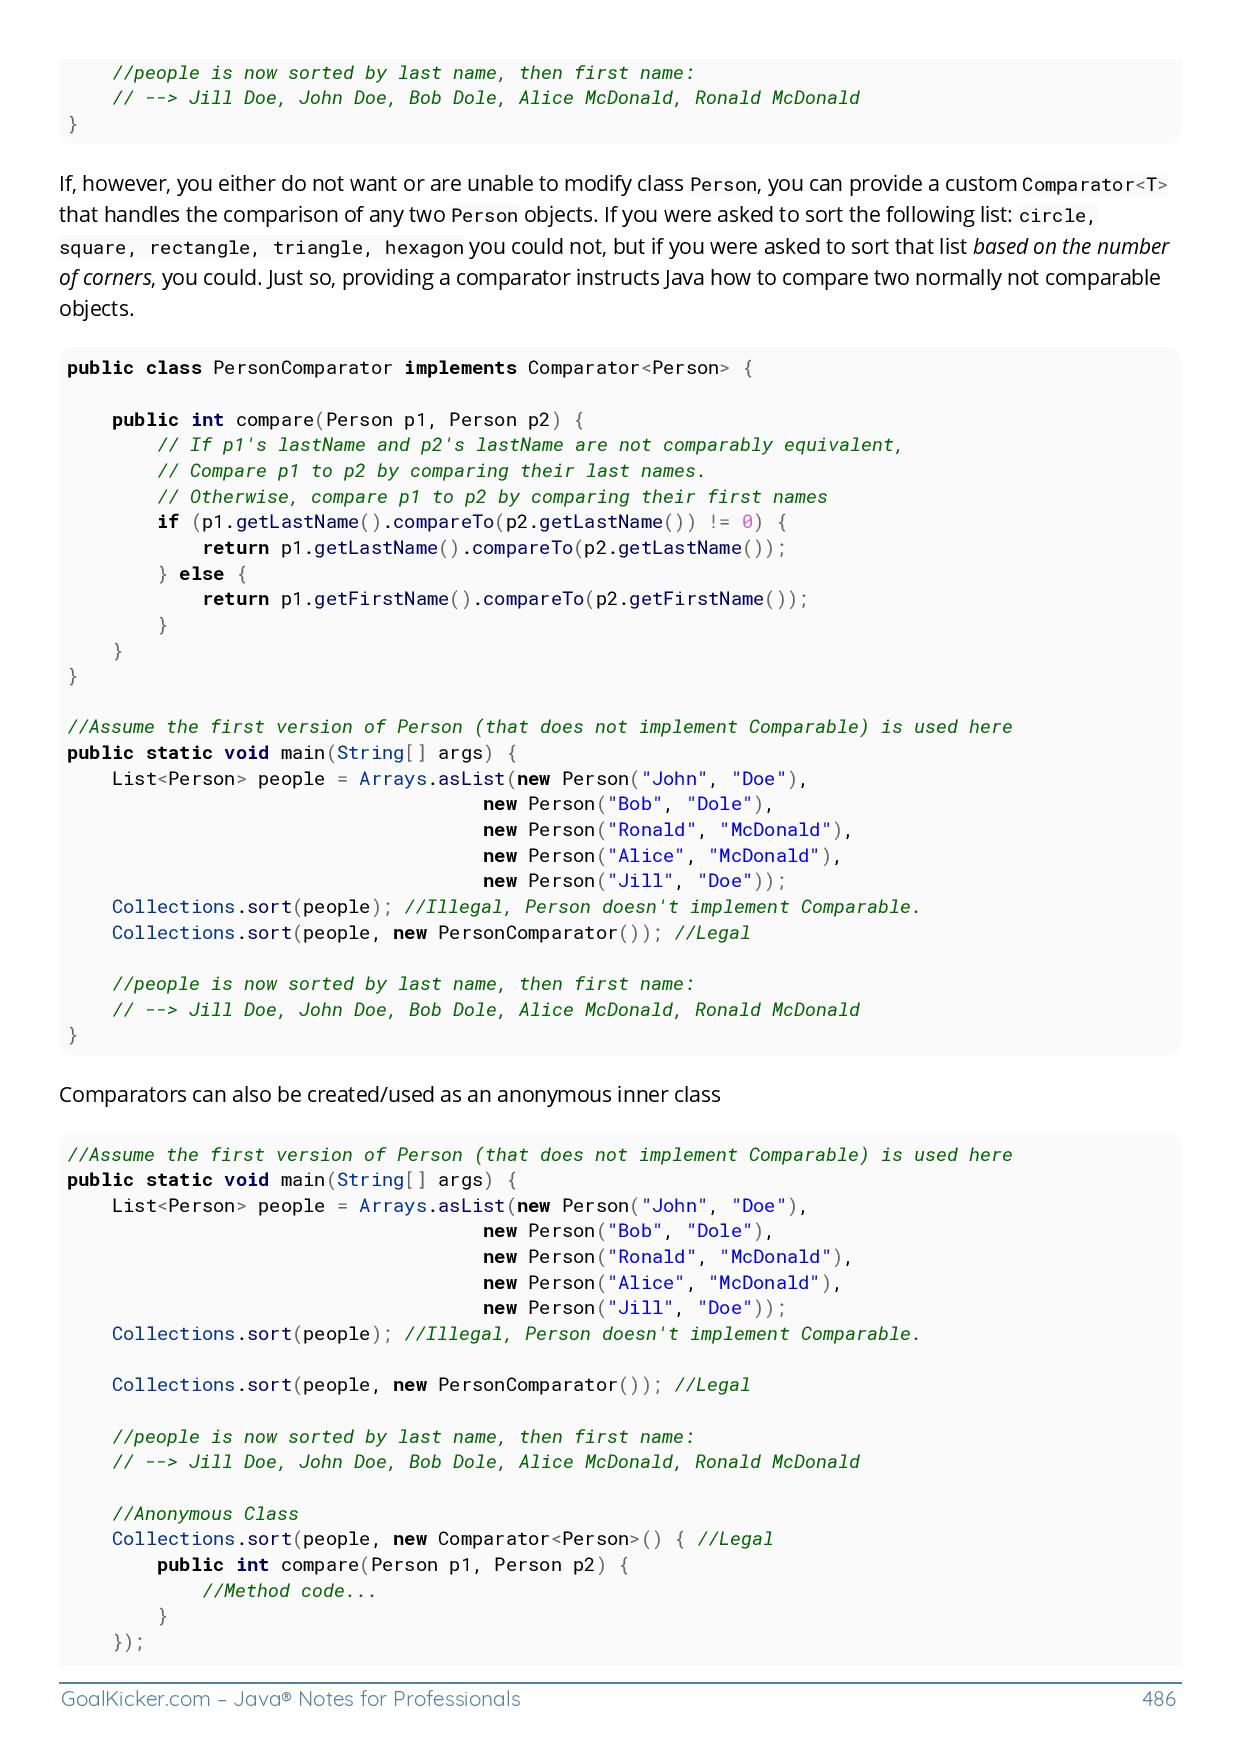 //people is now sorted by last name, then first name:
    // --> Jill Doe, John Doe, Bob Dole, Alice McDonald, Ronald McDonald
}
If, however, you either do not want or are unable to modify class Person, you can provide a custom Comparator<T>
that handles the comparison of any two Person objects. If you were asked to sort the following list: circle,
square, rectangle, triangle, hexagon you could not, but if you were asked to sort that list based on the number
of corners, you could. Just so, providing a comparator instructs Java how to compare two normally not comparable
objects.
public class PersonComparator implements Comparator<Person> {
    public int compare(Person p1, Person p2) {
        // If p1's lastName and p2's lastName are not comparably equivalent,
        // Compare p1 to p2 by comparing their last names.
        // Otherwise, compare p1 to p2 by comparing their first names
        if (p1.getLastName().compareTo(p2.getLastName()) != 0) {
            return p1.getLastName().compareTo(p2.getLastName());
        } else {
            return p1.getFirstName().compareTo(p2.getFirstName());
        }
    }
}
//Assume the first version of Person (that does not implement Comparable) is used here
public static void main(String[] args) {
    List<Person> people = Arrays.asList(new Person("John", "Doe"),
                                     new Person("Bob", "Dole"),
                                     new Person("Ronald", "McDonald"),
                                     new Person("Alice", "McDonald"),
                                     new Person("Jill", "Doe"));
    Collections.sort(people); //Illegal, Person doesn't implement Comparable.
    Collections.sort(people, new PersonComparator()); //Legal
    //people is now sorted by last name, then first name:
    // --> Jill Doe, John Doe, Bob Dole, Alice McDonald, Ronald McDonald
}
Comparators can also be created/used as an anonymous inner class
//Assume the first version of Person (that does not implement Comparable) is used here
public static void main(String[] args) {
    List<Person> people = Arrays.asList(new Person("John", "Doe"),
                                     new Person("Bob", "Dole"),
                                     new Person("Ronald", "McDonald"),
                                     new Person("Alice", "McDonald"),
                                     new Person("Jill", "Doe"));
    Collections.sort(people); //Illegal, Person doesn't implement Comparable.
    Collections.sort(people, new PersonComparator()); //Legal
    //people is now sorted by last name, then first name:
    // --> Jill Doe, John Doe, Bob Dole, Alice McDonald, Ronald McDonald
    //Anonymous Class
    Collections.sort(people, new Comparator<Person>() { //Legal
        public int compare(Person p1, Person p2) {
            //Method code...
        }
    });
GoalKicker.com – Java® Notes for Professionals 486